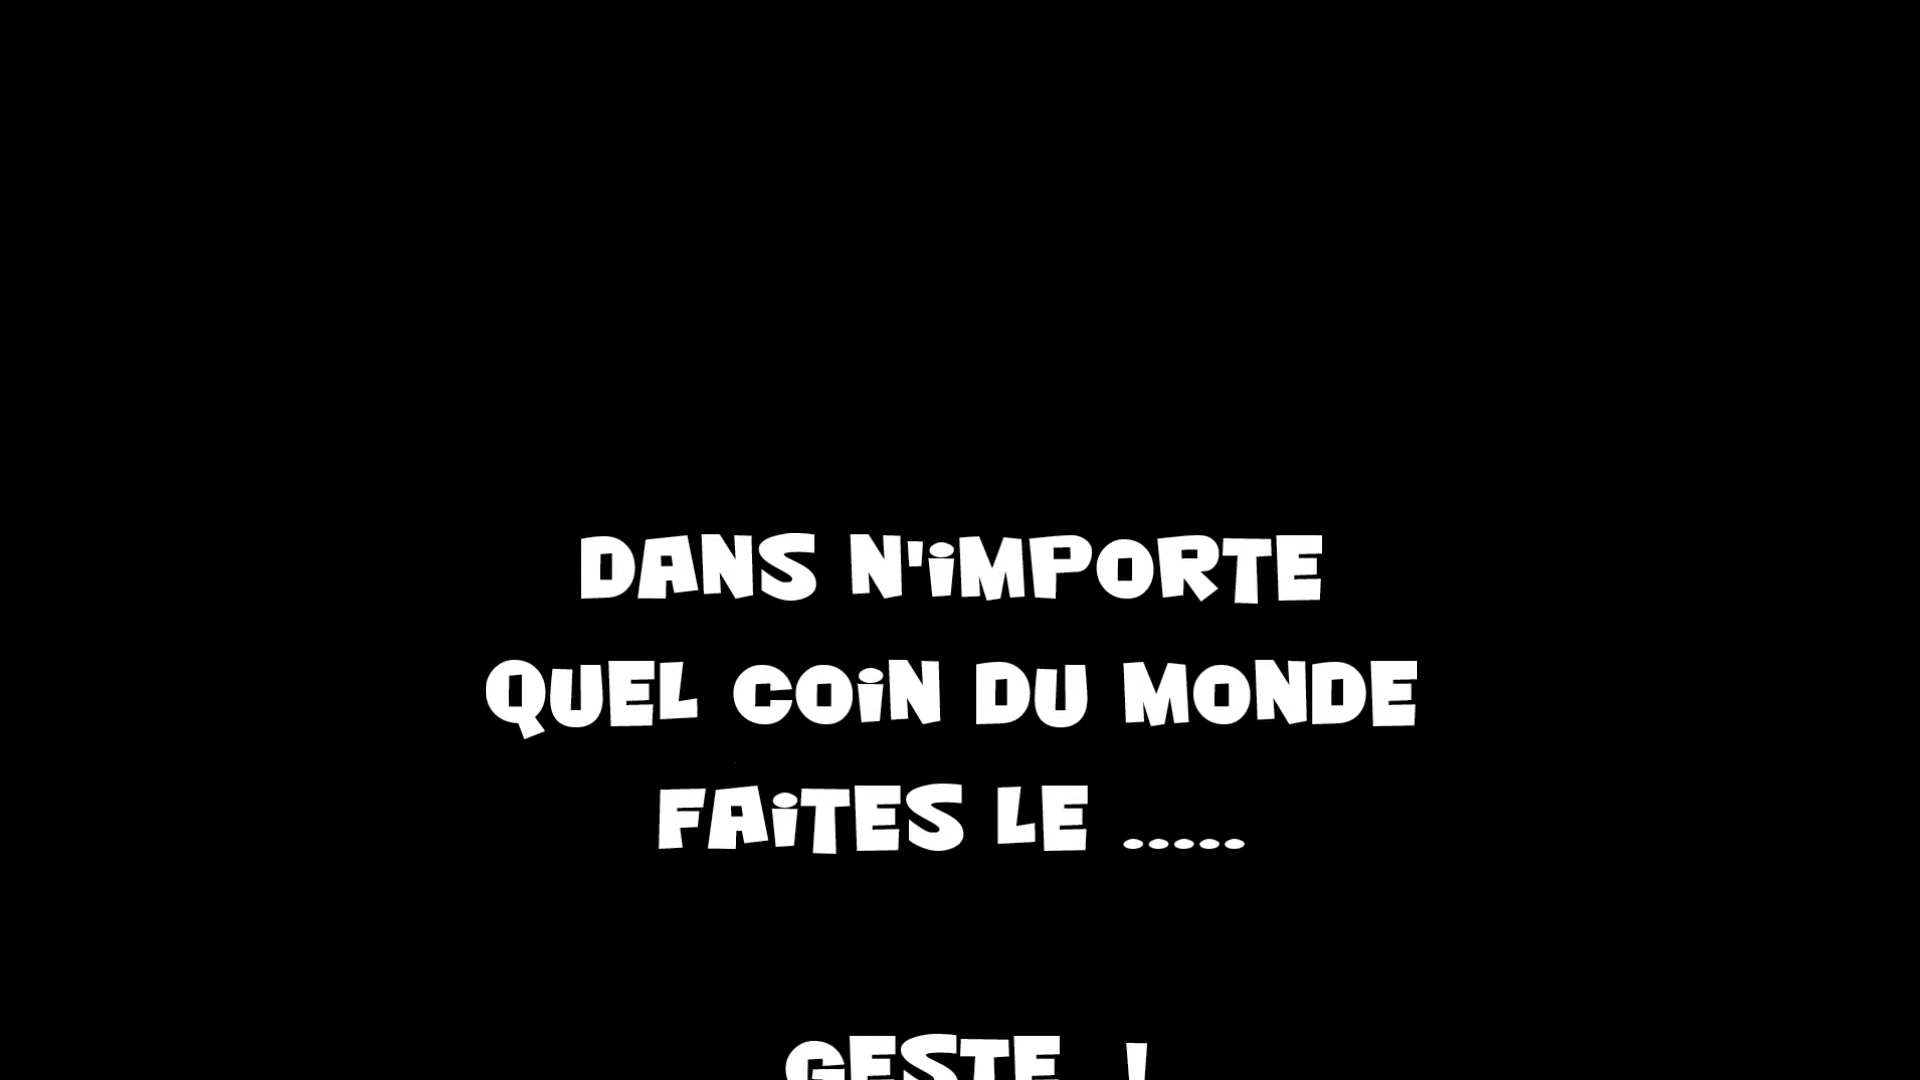 DANS N'IMPORTE
QUEL COIN DU MONDE
FAITES LE .....
GESTE !